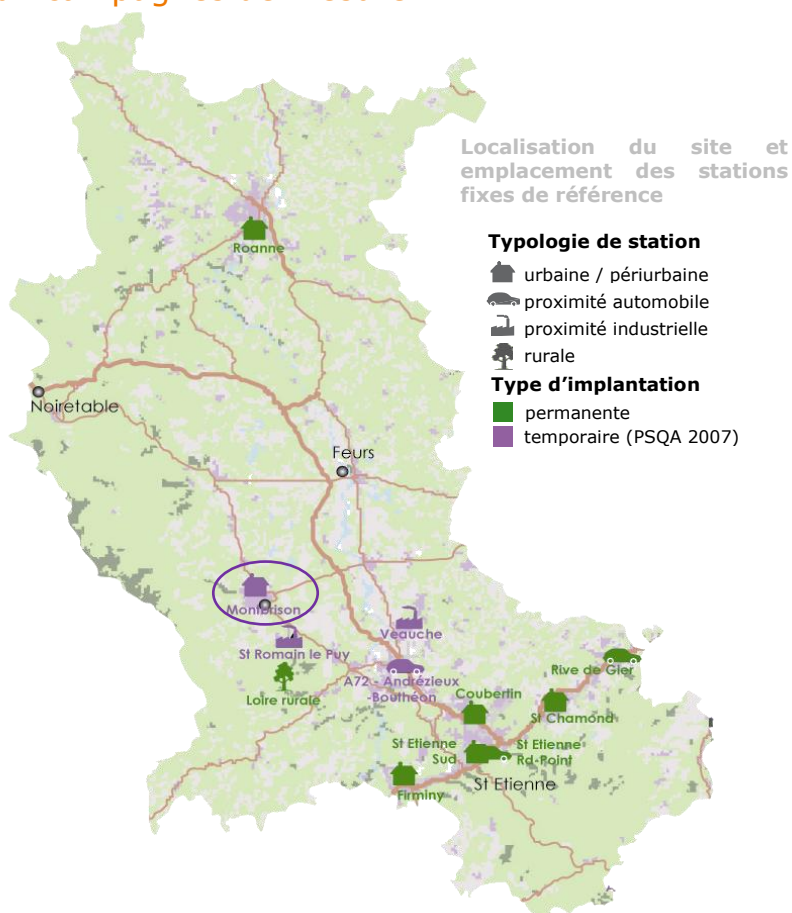 Localisation du site et
emplacement des stations
fixes de référence
Typologie de station
urbaine / périurbaine
proximité automobile
proximité industrielle
rurale
Type d’implantation
permanente
temporaire (PSQA 2007)
Roanne
Noiretable
Feurs
Montbrison
Veauche
St Romain le Puy
Loire rurale
A72 - Andrézieux
-Bouthéon
Rive de Gier
Coubertin
St Chamond
St Etienne
Sud
St Etienne
Rd-Point
St Etienne
Firminy